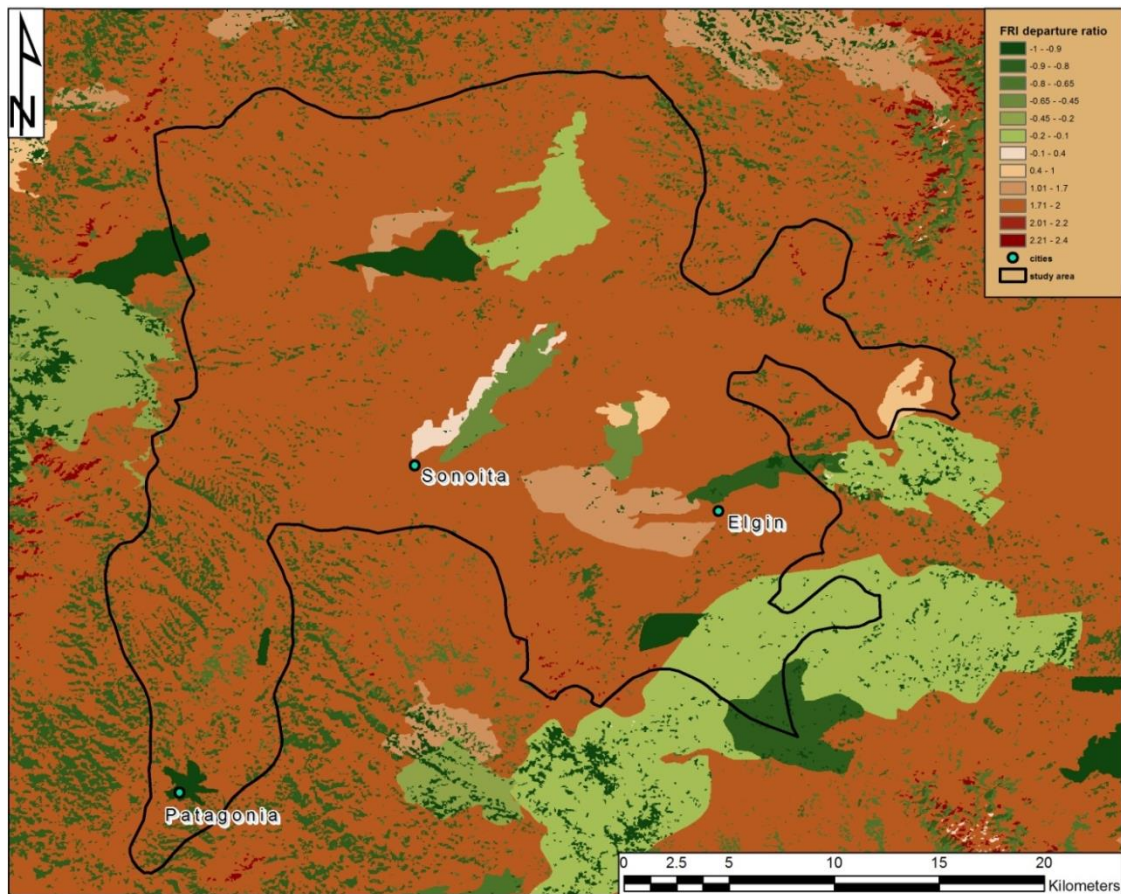 N
FRI departure ratio
-1 - -0.9
-0.9 - -0.8
-0.8 - -0.65
-0.65 - -0.45
-0.45 - -0.2
-0.2 - -0.1
-0.1 - 0.4
0.4 - 1
1.01 - 1.7
1.71 - 2
2.01 - 2.2
2.21 - 2.4
cities
study area
Sonoita
Elgin
Patagonia
0 2.5 5 10 15 20
Kilometers